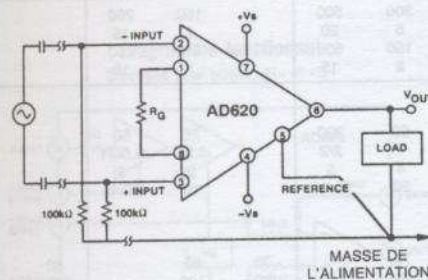 +Vs
− INPUT
2
1
7
RG
AD620
6
VOUT
8
5
LOAD
4
3
+ INPUT
REFERENCE
100kΩ
100kΩ
−Vs
MASSE DE
L'ALIMENTATION